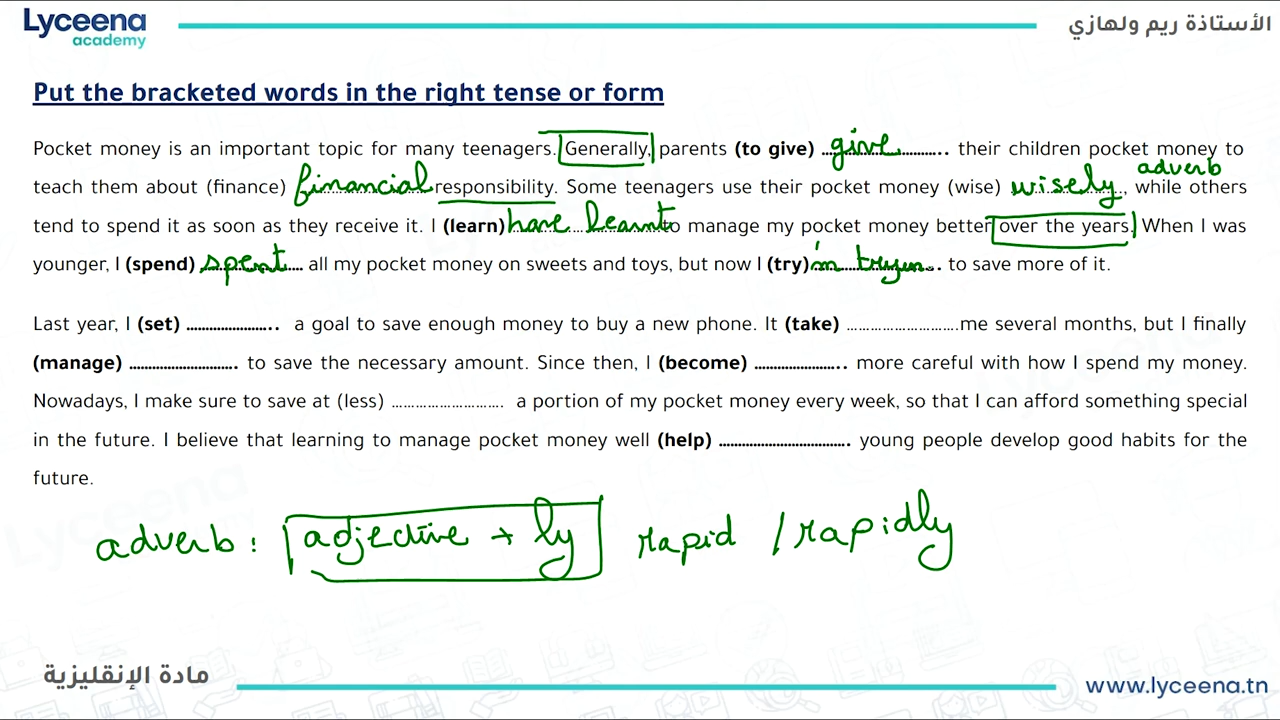 Lyceena
academy
الأستاذة ريم ولهازي
Put the bracketed words in the right tense or form
Pocket money is an important topic for many teenagers. Generally, parents (to give) ..give............. their children pocket money to
adverb
teach them about (finance) financial responsibility. Some teenagers use their pocket money (wise) wisely, while others
tend to spend it as soon as they receive it. I (learn) have learnt to manage my pocket money better over the years. When I was
younger, I (spend) spent.... all my pocket money on sweets and toys, but now I (try) to save more of it.
Last year, I (set) ........................ a goal to save enough money to buy a new phone. It (take) ............................me several months, but I finally
(manage) ........................... to save the necessary amount. Since then, I (become) ....................... more careful with how I spend my money.
Nowadays, I make sure to save at (less) ............................ a portion of my pocket money every week, so that I can afford something special
in the future. I believe that learning to manage pocket money well (help) ................................. young people develop good habits for the
future.
adverb : adjective + ly rapid / rapidly
مادة الإنقليزية
www.lyceena.tn